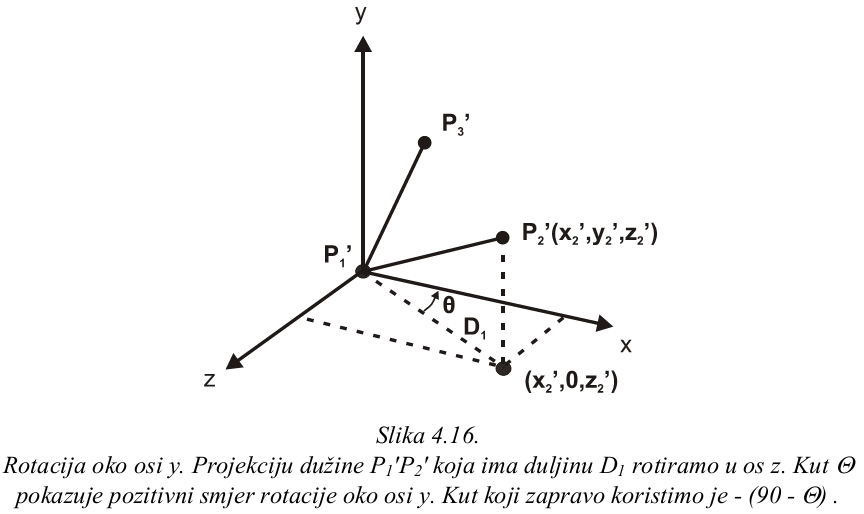 y
P₃'
P₂'(x₂',y₂',z₂')
P₁'
θ
D₁
x
z
(x₂',0,z₂')
Slika 4.16.
Rotacija oko osi y. Projekciju dužine P₁'P₂' koja ima duljinu D₁ rotiramo u os z. Kut Θ
pokazuje pozitivni smjer rotacije oko osi y. Kut koji zapravo koristimo je - (90 - Θ) .